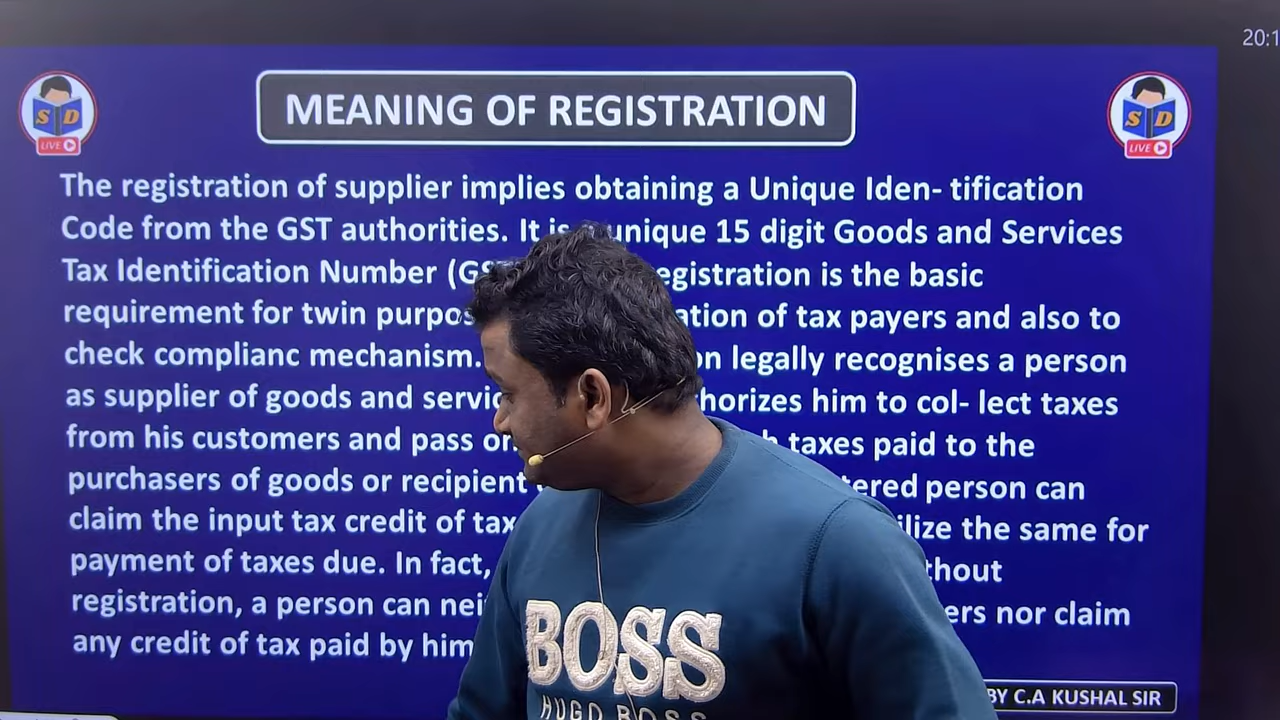 20:1
S D
LIVE
MEANING OF REGISTRATION
S D
LIVE
The registration of supplier implies obtaining a Unique Iden- tification
Code from the GST authorities. It is unique 15 digit Goods and Services
Tax Identification Number (GS egistration is the basic
requirement for twin purpos ation of tax payers and also to
check complianc mechanism. on legally recognises a person
as supplier of goods and servic horizes him to col- lect taxes
from his customers and pass on h taxes paid to the
purchasers of goods or recipient tered person can
claim the input tax credit of tax ilize the same for
payment of taxes due. In fact, thout
registration, a person can nei ers nor claim
any credit of tax paid by him
BOSS
HUGO BOSS
BY C.A KUSHAL SIR